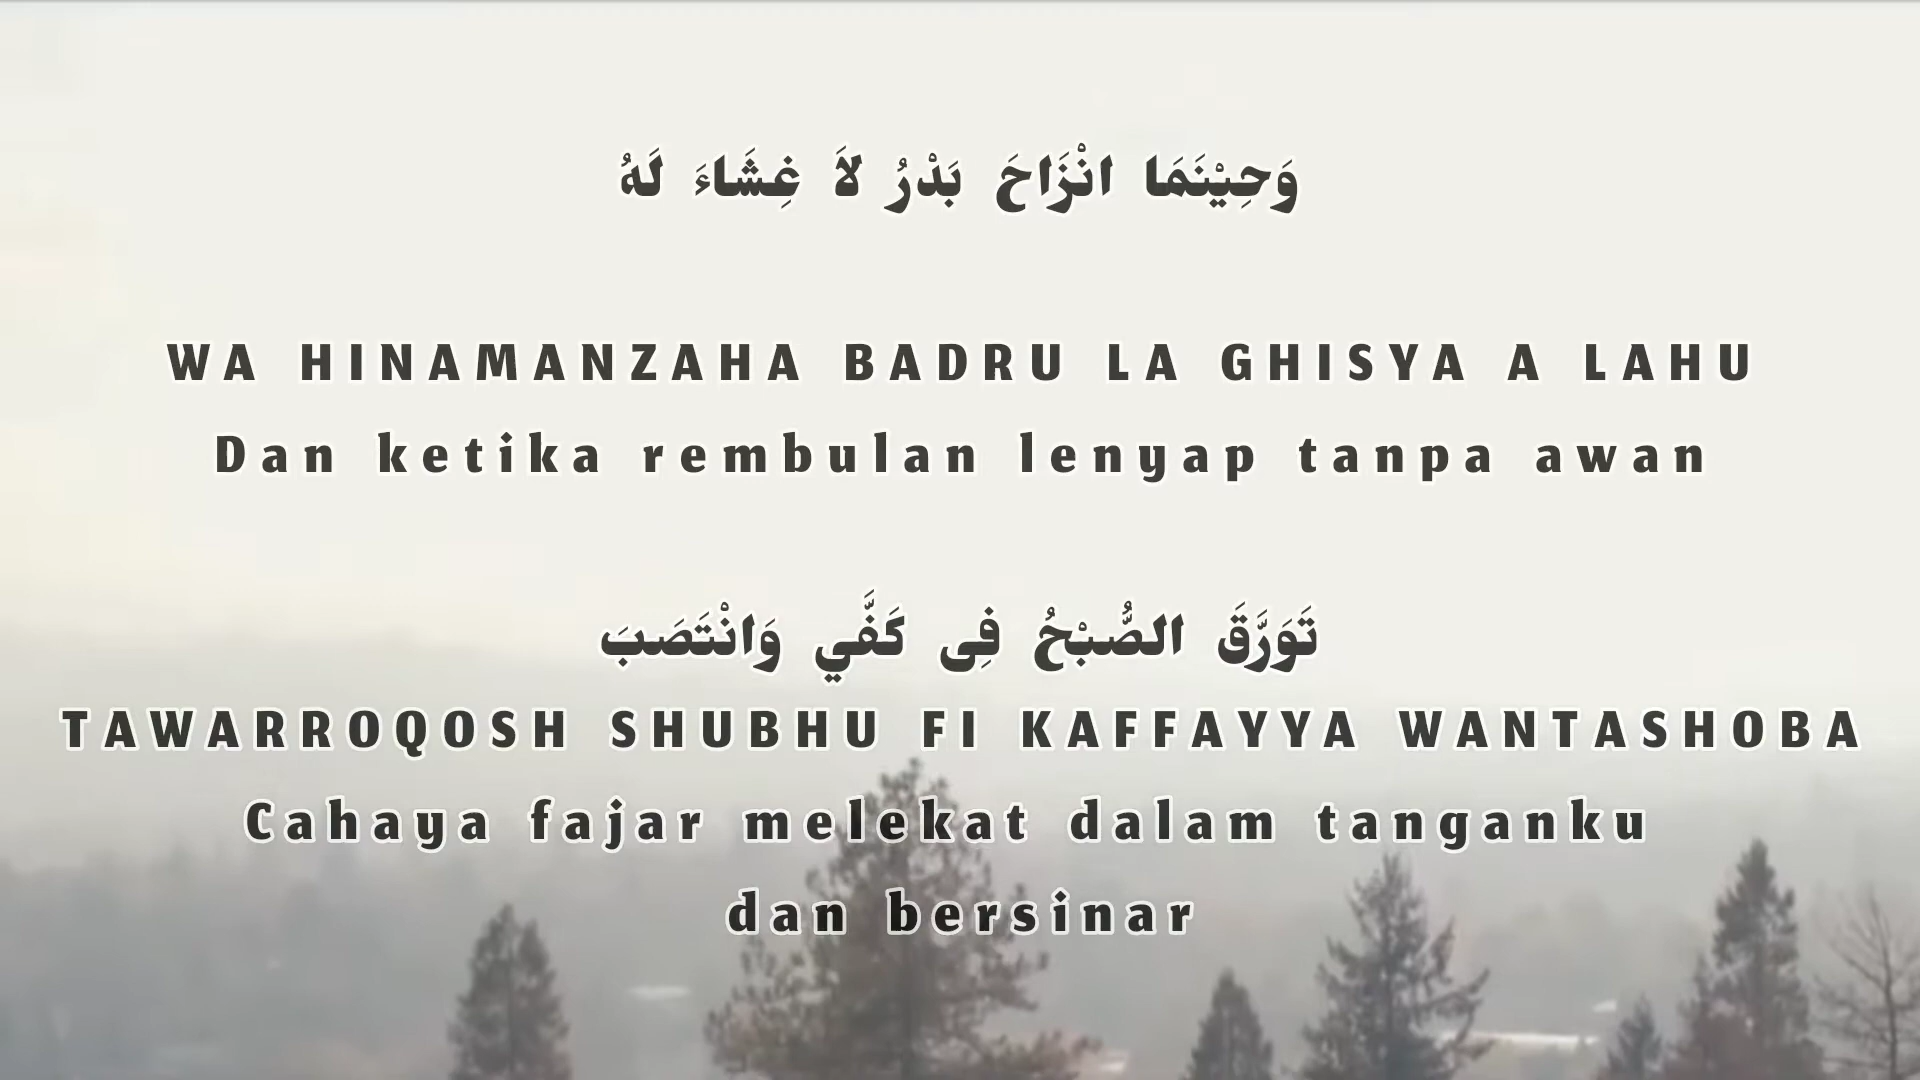 وَحِيْنَمَا انْزَاحَ بَدْرُ لاَ غِشَاءَ لَهُ
WA HINAMANZAHA BADRU LA GHISYA A LAHU
Dan ketika rembulan lenyap tanpa awan
تَوَرَّقَ الصُّبْحُ فِى كَفَّي وَانْتَصَبَ
TAWARROQOSH SHUBHU FI KAFFAYYA WANTASHOBA
Cahaya fajar melekat dalam tanganku
dan bersinar